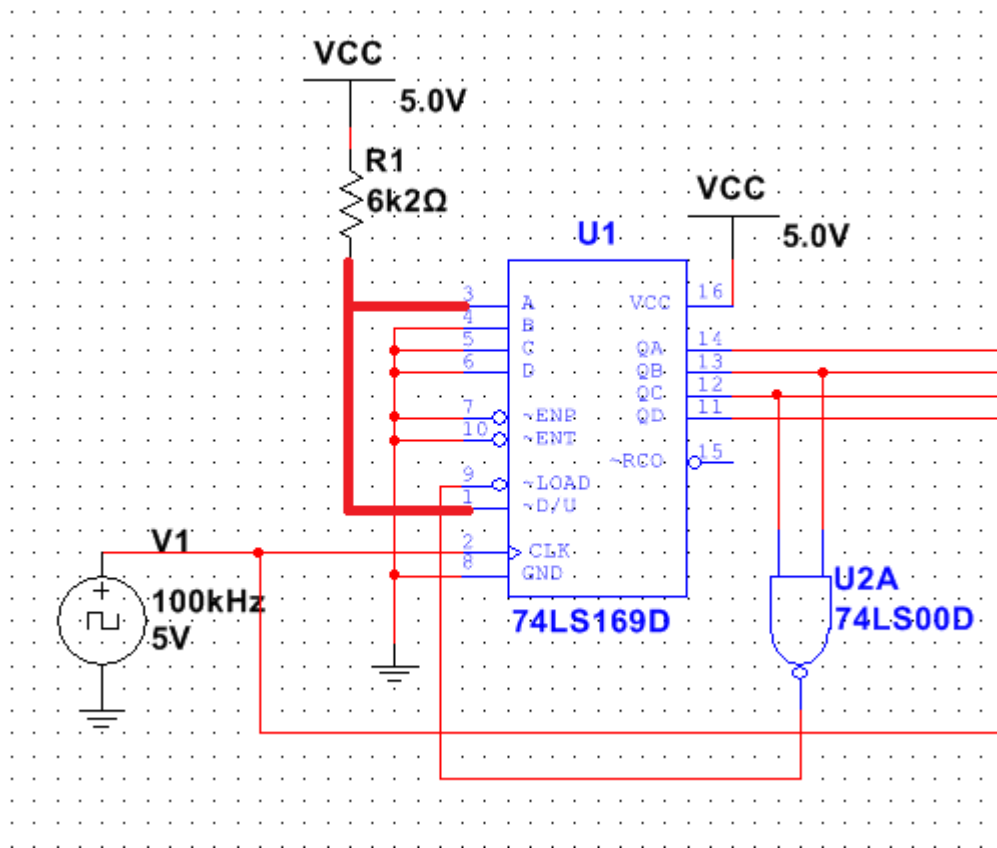 VCC
5.0V
R1
6k2Ω
VCC
5.0V
U1
3 A VCC 16
4 B
5 C QA 14
6 D QB 13
QC 12
7 ~ENP QD 11
10 ~ENT
~RCO 15
9 ~LOAD
1 ~D/U
V1
2 CLK
8 GND
100kHz
5V
74LS169D
U2A
74LS00D